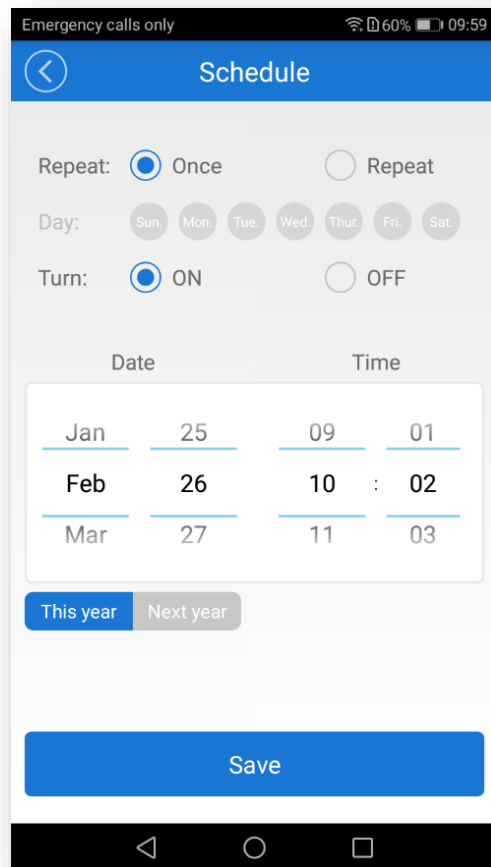 Emergency calls only 60% 09:59
Schedule
Repeat: Once Repeat
Day: Sun. Mon. Tue. Wed. Thur. Fri. Sat.
Turn: ON OFF
Date Time
Jan 25 09 01
Feb 26 10 : 02
Mar 27 11 03
This year Next year
Save